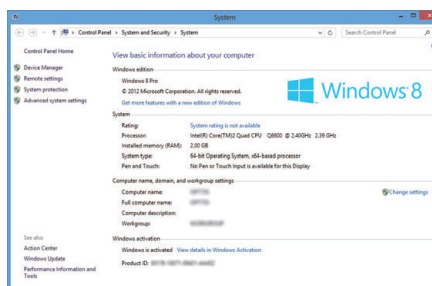 System
Control Panel ▸ System and Security ▸ System
Search Control Panel
Control Panel Home
Device Manager
Remote settings
System protection
Advanced system settings
View basic information about your computer
Windows edition
Windows 8 Pro
© 2012 Microsoft Corporation. All rights reserved.
Get more features with a new edition of Windows
Windows 8
System
Rating: System rating is not available
Processor: Intel(R) Core(TM)2 Quad CPU Q6600 @ 2.40GHz 2.39 GHz
Installed memory (RAM): 2.00 GB
System type: 64-bit Operating System, x64-based processor
Pen and Touch: No Pen or Touch Input is available for this Display
Computer name, domain, and workgroup settings
Computer name:
Change settings
Full computer name:
Computer description:
Workgroup:
Windows activation
Windows is activated View details in Windows Activation
Product ID:
See also
Action Center
Windows Update
Performance Information and
Tools